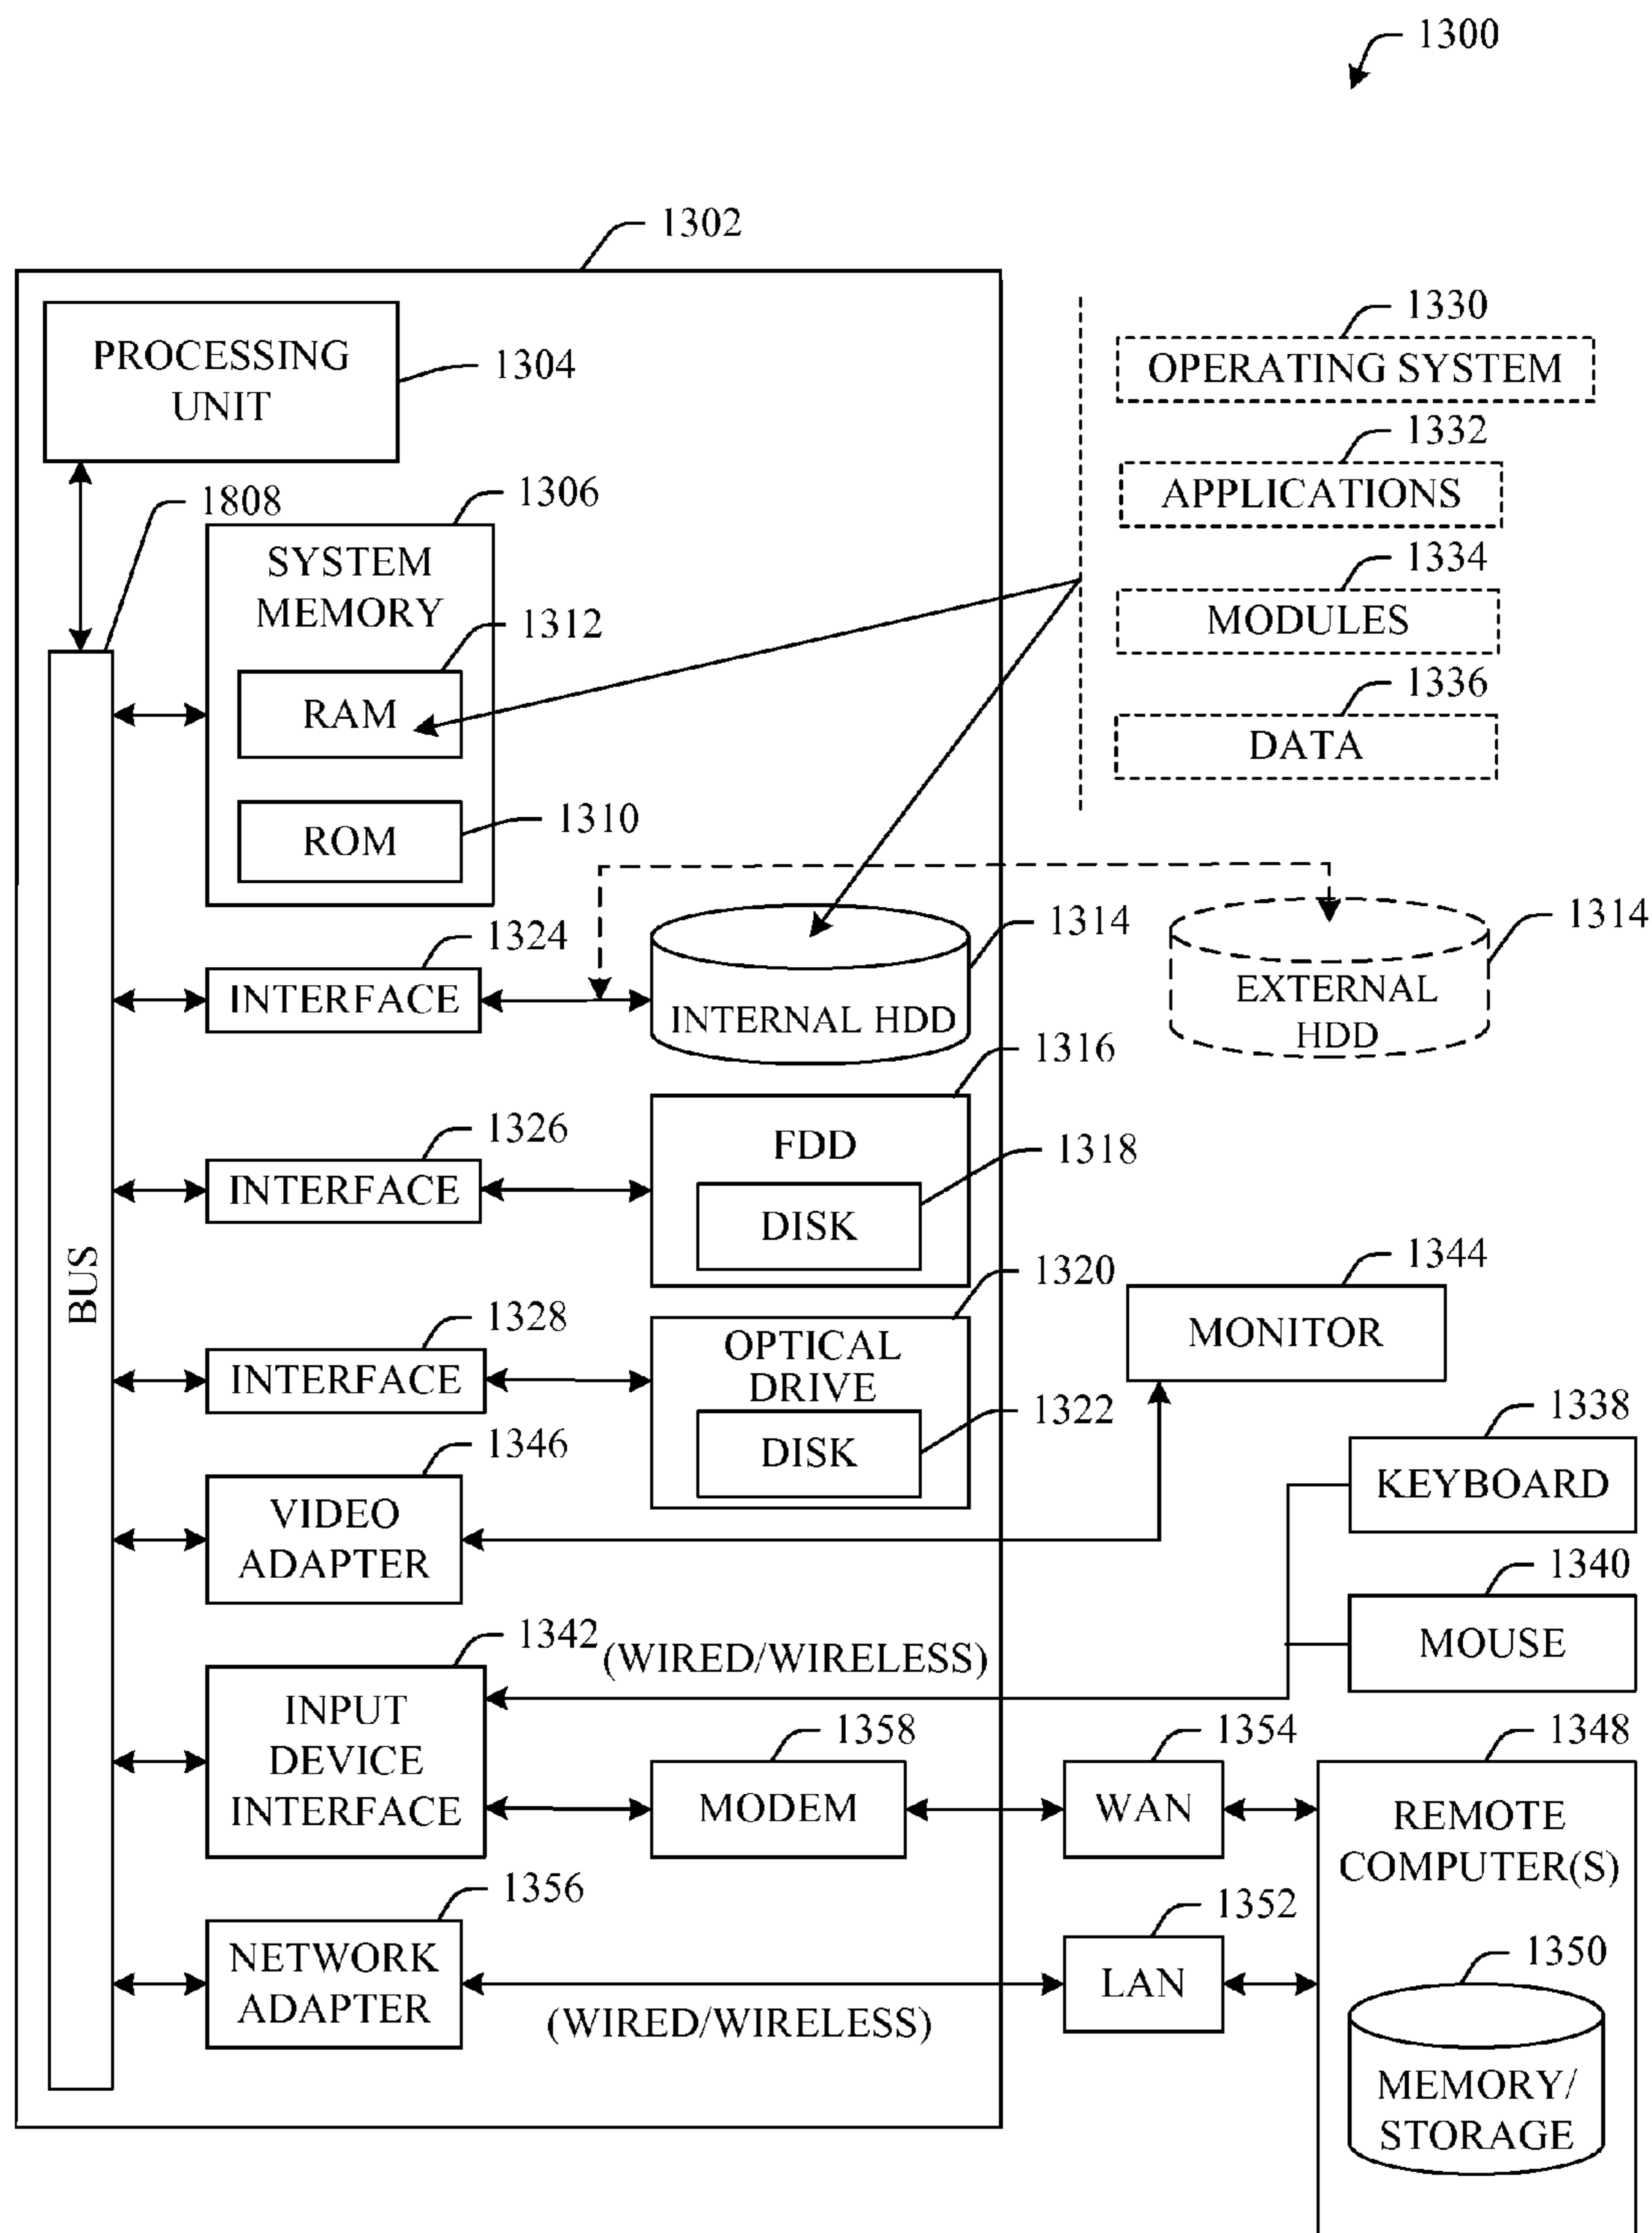 1300
1302
PROCESSING
UNIT
1304
1330
OPERATING SYSTEM
1332
APPLICATIONS
1334
MODULES
1336
DATA
1808
1306
SYSTEM
MEMORY
1312
RAM
1310
ROM
1324
INTERFACE
1314
INTERNAL HDD
1314
EXTERNAL
HDD
1316
FDD
1326
INTERFACE
1318
DISK
BUS
1320
OPTICAL
DRIVE
1328
INTERFACE
1322
DISK
1344
MONITOR
1346
VIDEO
ADAPTER
1338
KEYBOARD
1340
MOUSE
1342
(WIRED/WIRELESS)
INPUT
DEVICE
INTERFACE
1358
MODEM
1354
WAN
1348
REMOTE
COMPUTER(S)
1356
NETWORK
ADAPTER
(WIRED/WIRELESS)
1352
LAN
1350
MEMORY/
STORAGE